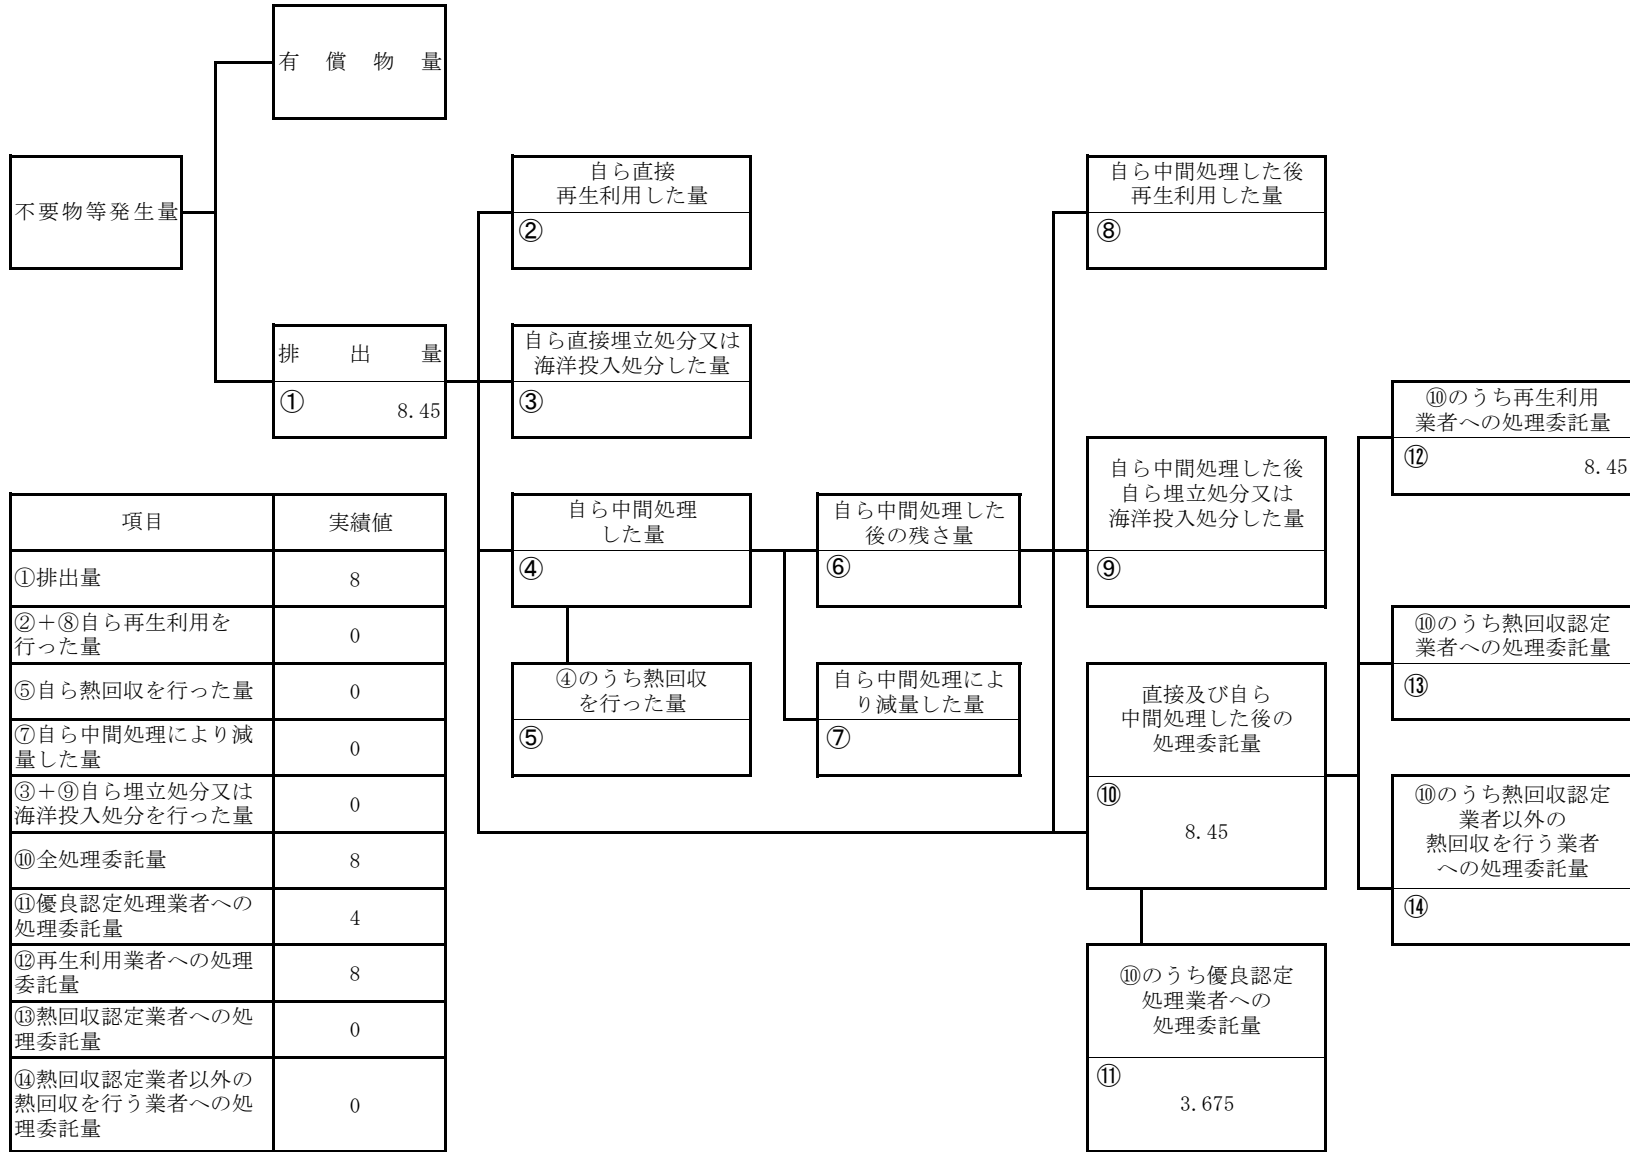 有償物量
不要物等発生量
自ら直接
再生利用した量
②
自ら中間処理した後
再生利用した量
⑧
排出量
①
8.45
自ら直接埋立処分又は
海洋投入処分した量
③
⑩のうち再生利用
業者への処理委託量
⑫
8.45
自ら中間処理した後
自ら埋立処分又は
海洋投入処分した量
⑨
自ら中間処理
した量
④
自ら中間処理した
後の残さ量
⑥
④のうち熱回収
を行った量
⑤
自ら中間処理によ
り減量した量
⑦
⑩のうち熱回収認定
業者への処理委託量
⑬
直接及び自ら
中間処理した後の
処理委託量
⑩
8.45
⑩のうち熱回収認定
業者以外の
熱回収を行う業者
への処理委託量
⑭
⑩のうち優良認定
処理業者への
処理委託量
⑪
3.675
項目 実績値
①排出量 8
②+⑧自ら再生利用を
行った量 0
⑤自ら熱回収を行った量 0
⑦自ら中間処理により減
量した量 0
③+⑨自ら埋立処分又は
海洋投入処分を行った量 0
⑩全処理委託量 8
⑪優良認定処理業者への
処理委託量 4
⑫再生利用業者への処理
委託量 8
⑬熱回収認定業者への処
理委託量 0
⑭熱回収認定業者以外の
熱回収を行う業者への処
理委託量 0